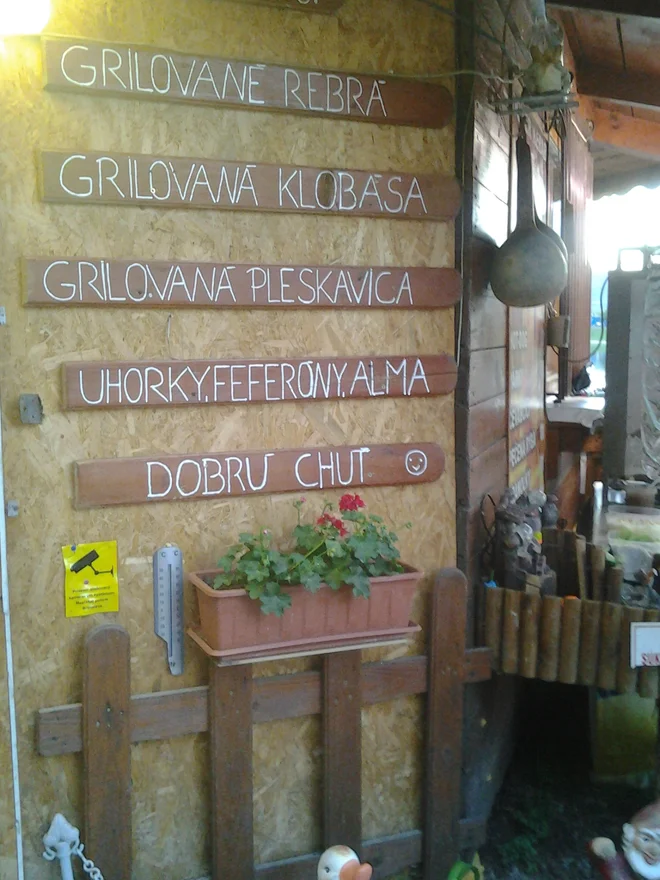 GRILOVANÉ REBRÁ
GRILOVANÁ KLOBÁSA
GRILOVANÁ PLESKAVICA
UHORKY, FEFERÓNY, ALMA
DOBRÚ CHUŤ